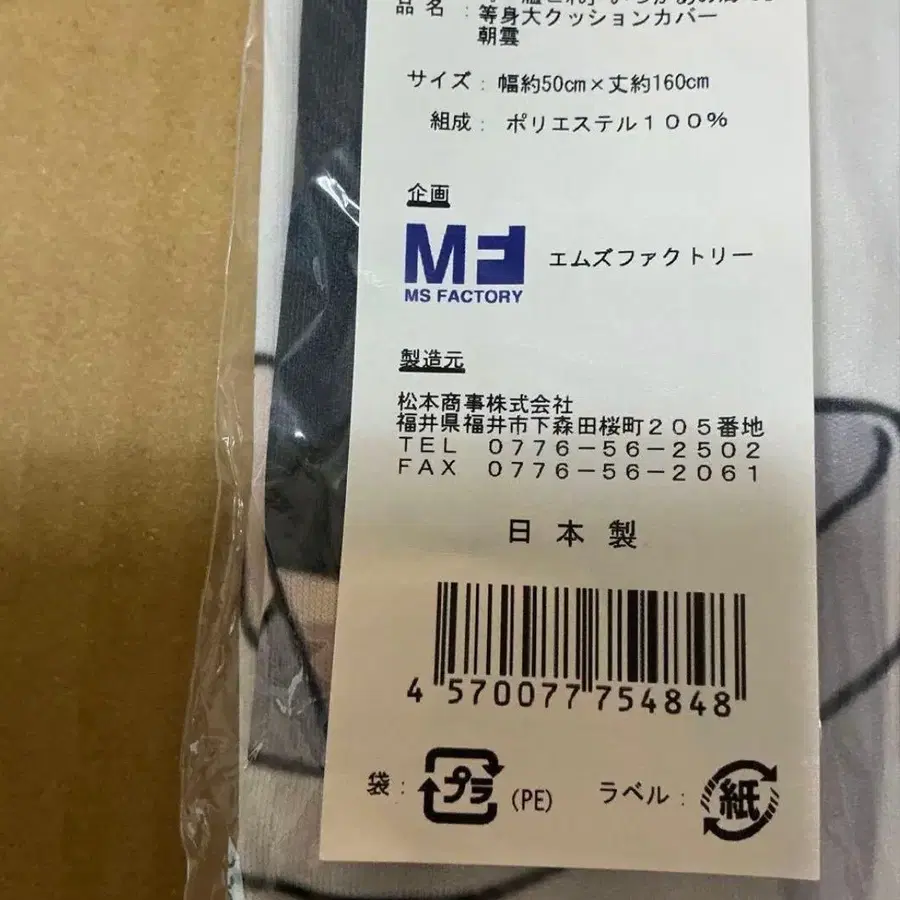 品名:
等身大クッションカバー
朝雲
サイズ: 幅約50cm×丈約160cm
組成: ポリエステル100%
企画
MF
MS FACTORY
エムズファクトリー
製造元
松本商事株式会社
福井県福井市下森田桜町205番地
TEL 0776-56-2502
FAX 0776-56-2061
日本製
4 570077 754848
袋: プラ (PE) ラベル: 紙